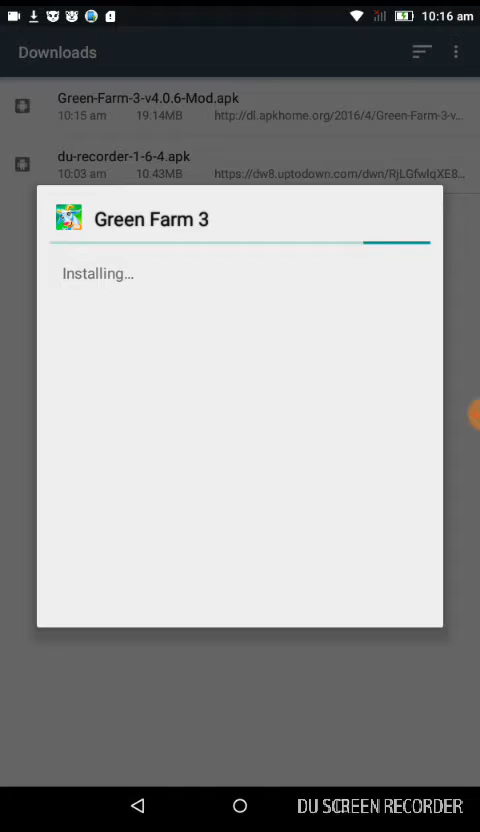 10:16 am
Downloads
Green-Farm-3-v4.0.6-Mod.apk
10:15 am 19.14MB http://dl.apkhome.org/2016/4/Green-Farm-3-v...
du-recorder-1-6-4.apk
10:03 am 10.43MB https://dw8.uptodown.com/dwn/RjLGfwlqXE8...
Green Farm 3
Installing...
DU SCREEN RECORDER